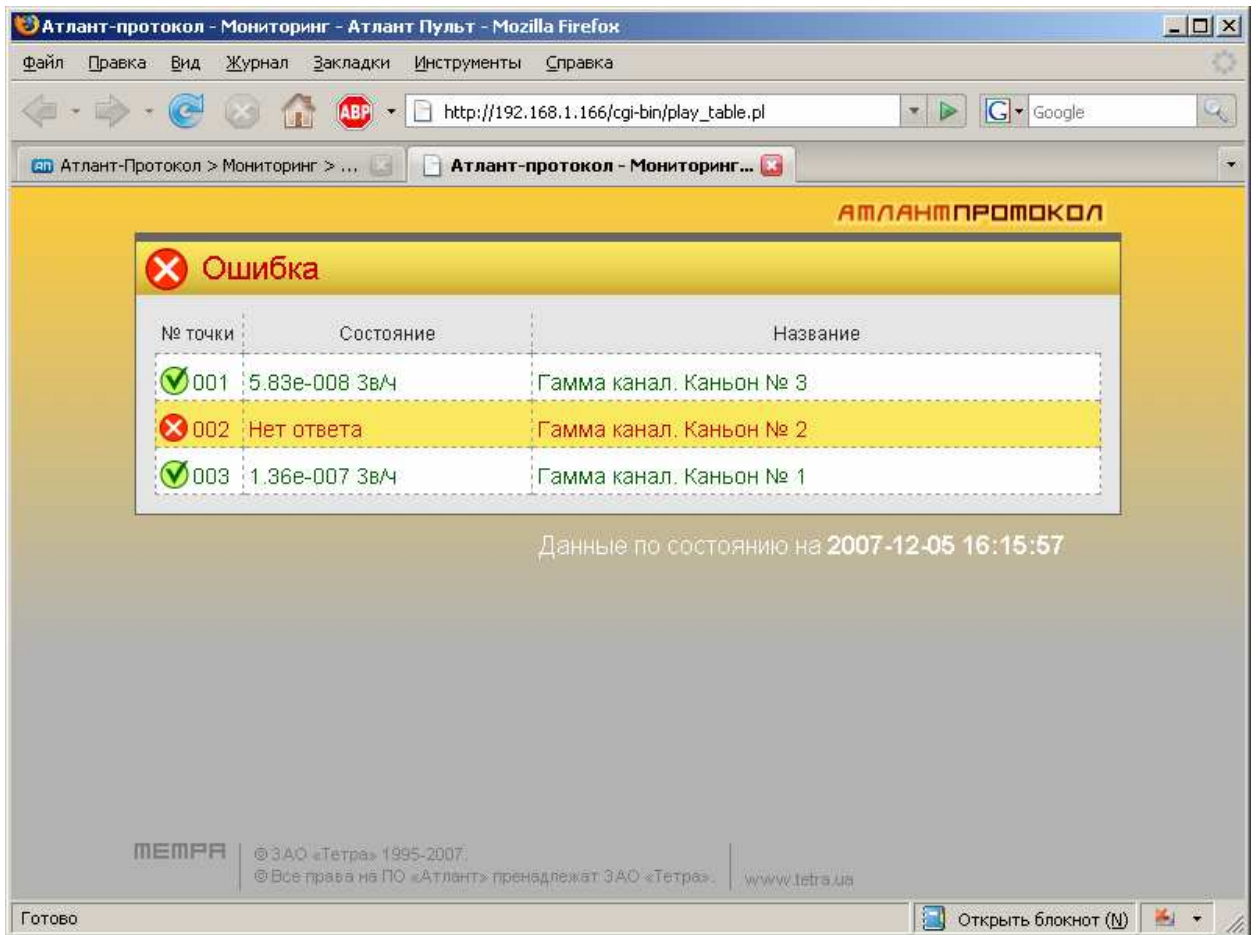 Атлант-протокол - Мониторинг - Атлант Пульт - Mozilla Firefox
Файл Правка Вид Журнал Закладки Инструменты Справка
ABP http://192.168.1.166/cgi-bin/play_table.pl G Google
АП Атлант-Протокол > Мониторинг > ... Атлант-протокол - Мониторинг...
АТЛАНТПРОТОКОЛ
Ошибка
№ точки Состояние Название
001 5.83e-008 Зв/ч Гамма канал. Каньон № 3
002 Нет ответа Гамма канал. Каньон № 2
003 1.36e-007 Зв/ч Гамма канал. Каньон № 1
Данные по состоянию на 2007-12-05 16:15:57
ТЕТРА © ЗАО «Тетра» 1995-2007.
© Все права на ПО «Атлант» пренадлежат ЗАО «Тетра». www.tetra.ua
Готово Открыть блокнот (N)